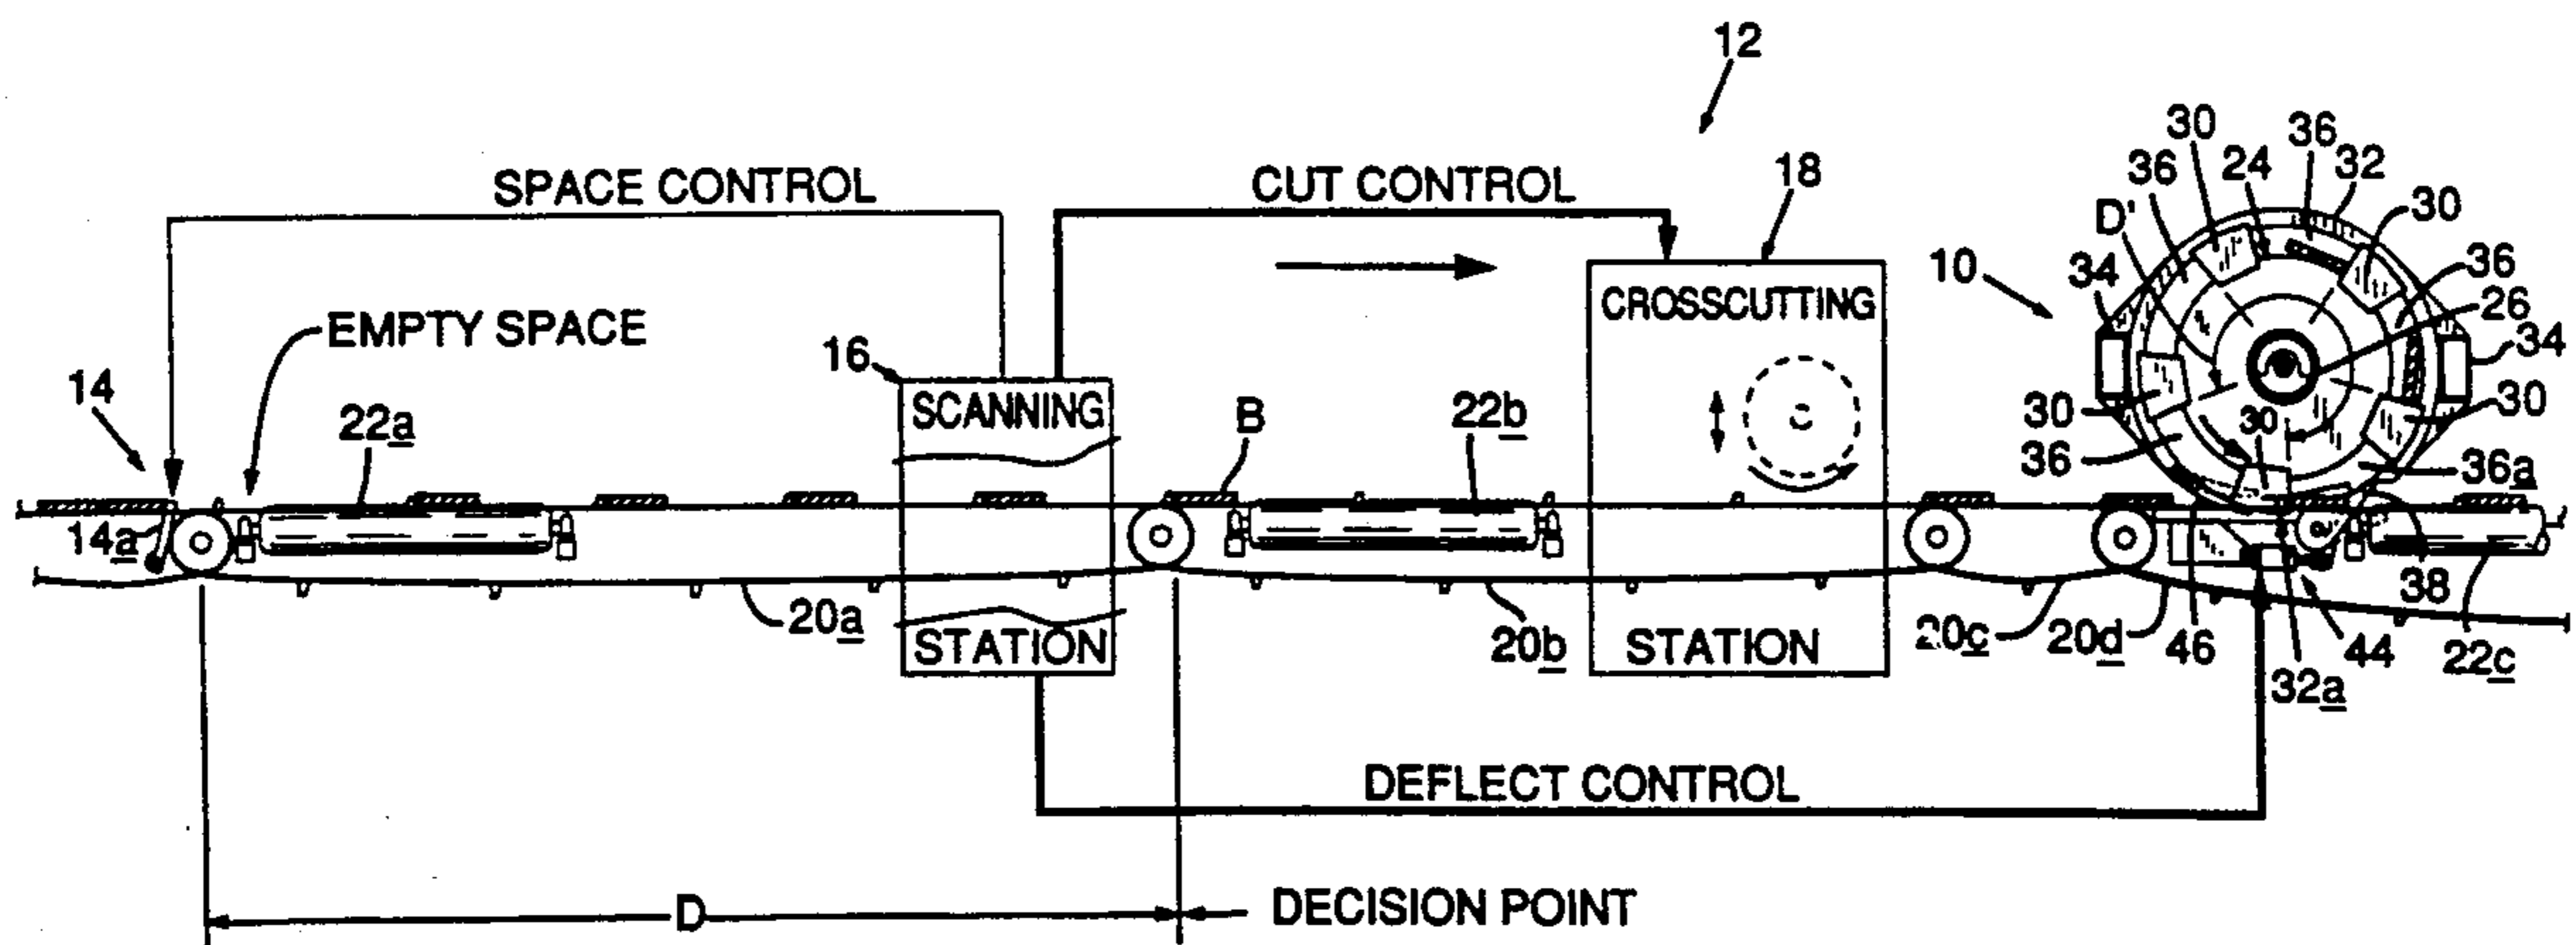 12
SPACE CONTROL
CUT CONTROL
18
30
36
24
36
32
30
D'
10
34
36
26
34
EMPTY SPACE
16
14
22a
SCANNING
B
22b
CROSSCUTTING
30
36
30
30
36a
14a
20a
STATION
20b
STATION
20c
20d
46
32a
44
38
22c
DEFLECT CONTROL
D
DECISION POINT